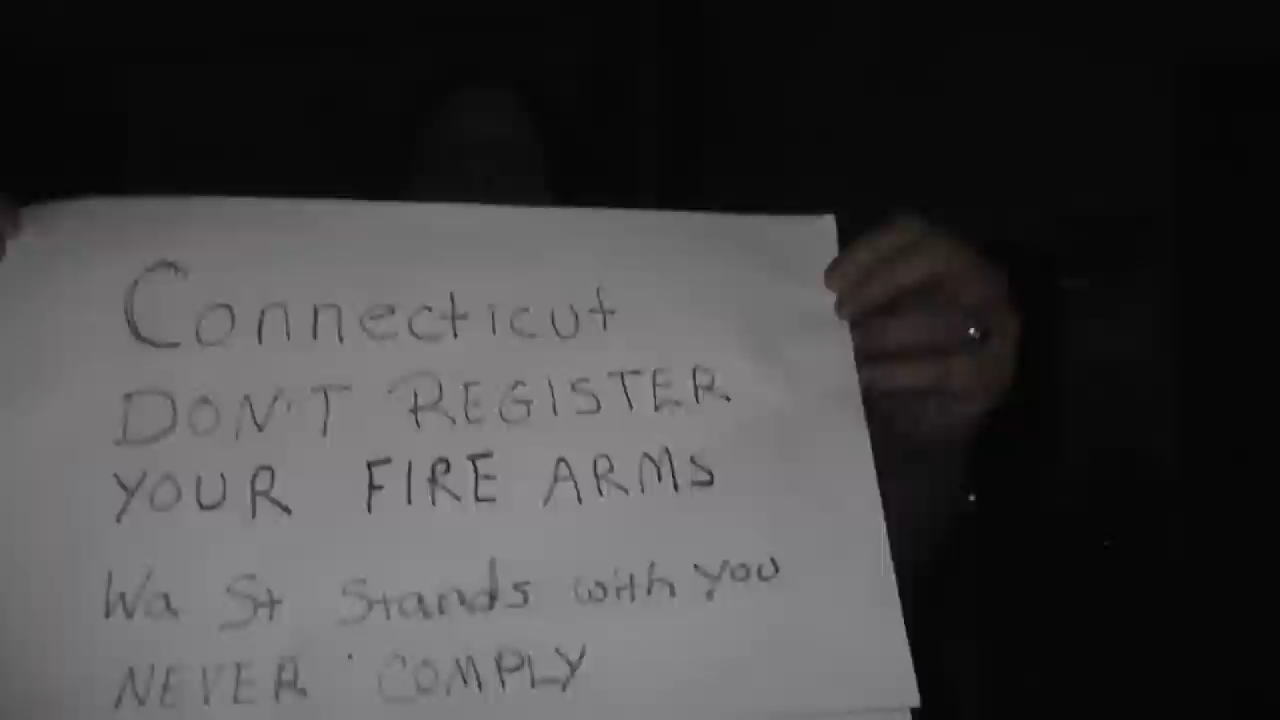 Connecticut
DON'T REGISTER
YOUR FIRE ARMS
Wa St Stands with you
NEVER COMPLY